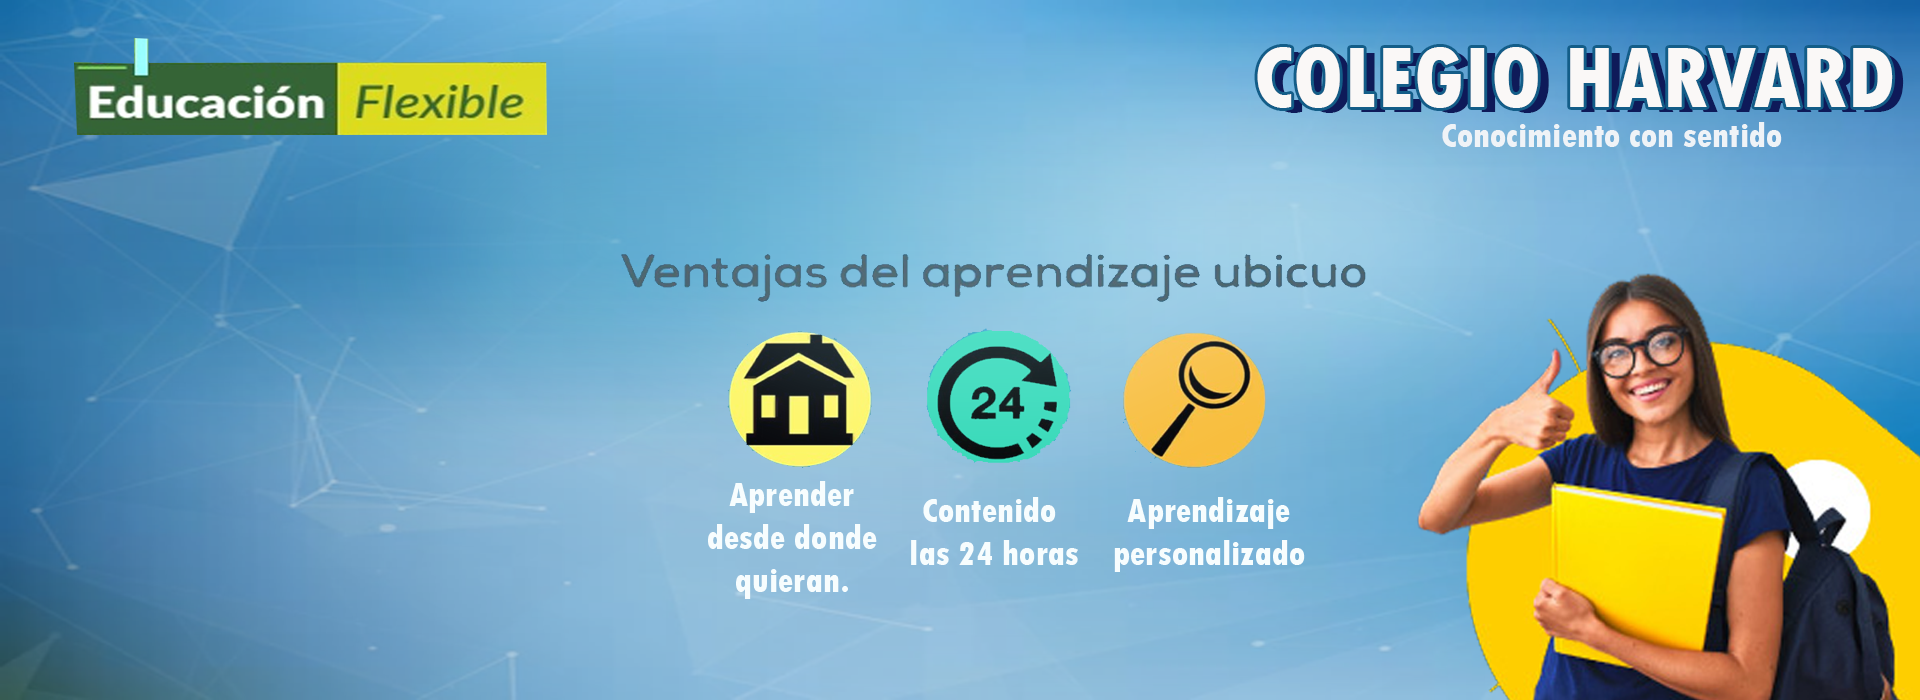 Educación Flexible
COLEGIO HARVARD
Conocimiento con sentido
Ventajas del aprendizaje ubicuo
24
Aprender
desde donde
quieran.
Contenido
las 24 horas
Aprendizaje
personalizado